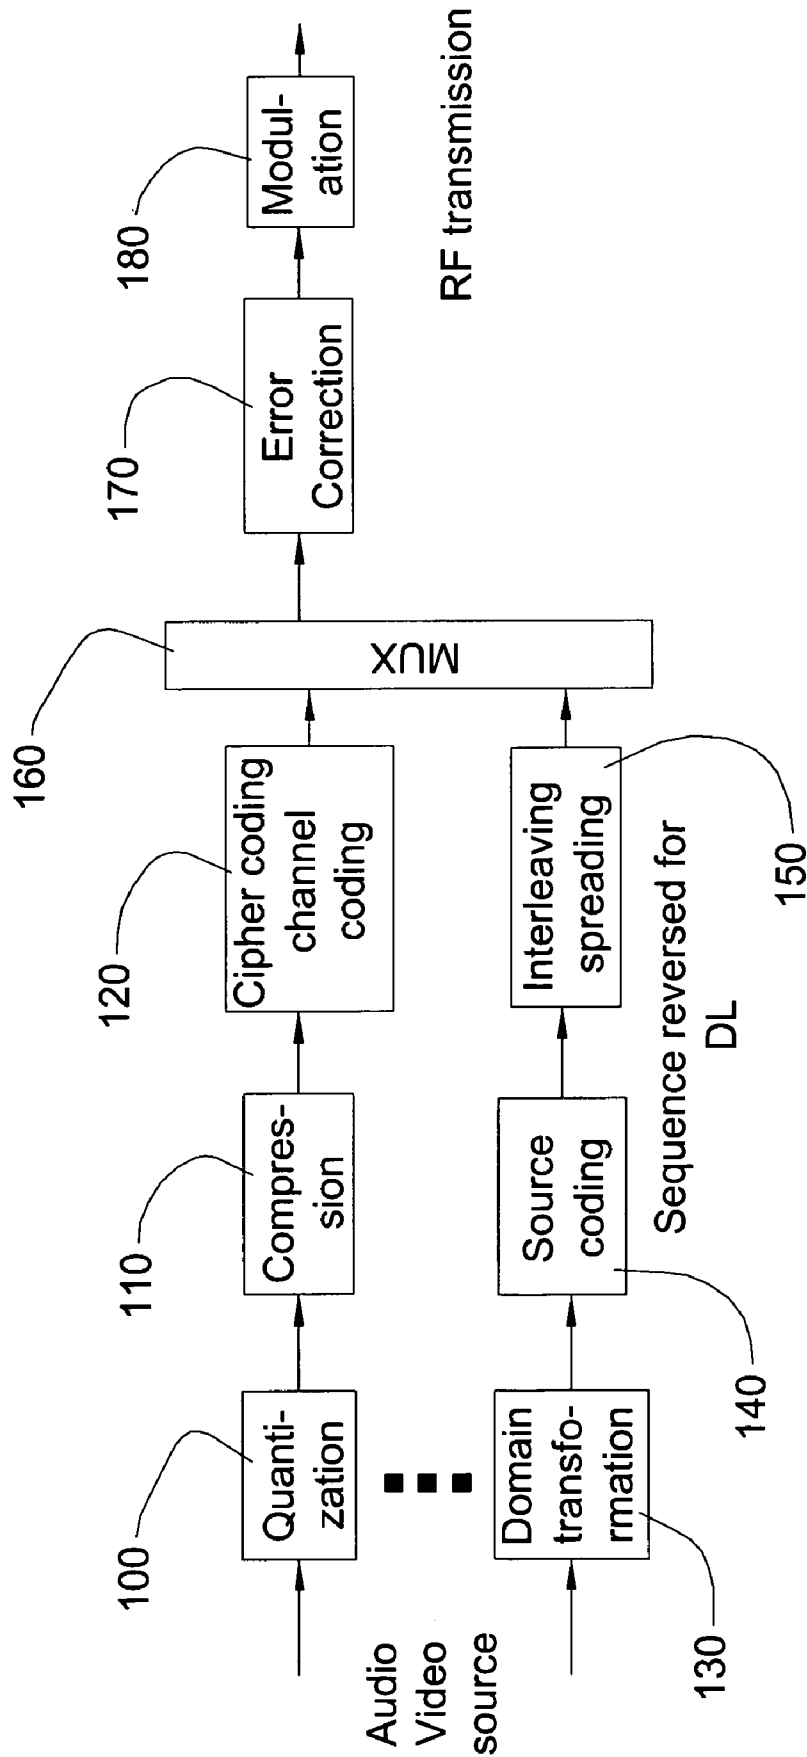 100
Quanti-
zation
110
Compres-
sion
120
Cipher coding
channel
coding
160
MUX
170
Error
Correction
180
Modul-
ation
RF transmission
Audio
Video
source
Domain
transfo-
rmation
130
Source
coding
140
Interleaving
spreading
150
Sequence reversed for
DL